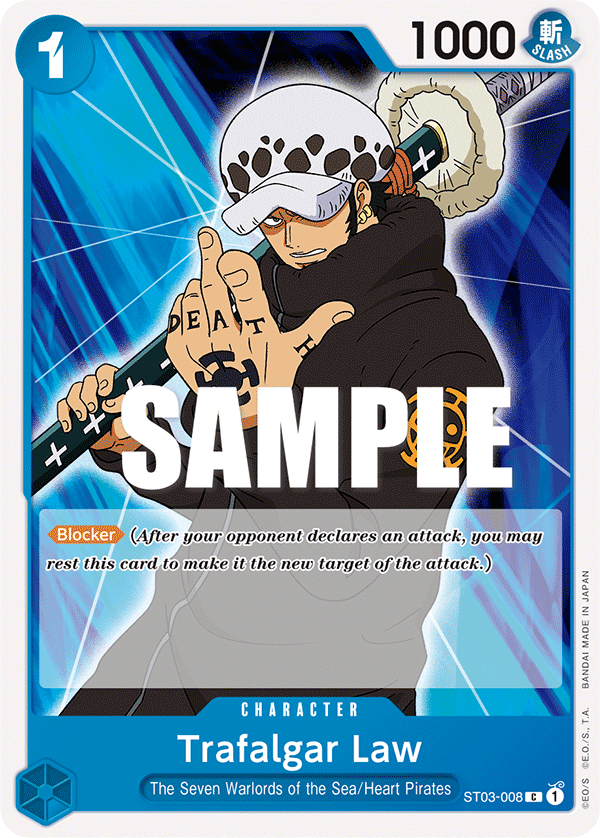 1
1000
斬
SLASH
DEATH
SAMPLE
Blocker (After your opponent declares an attack, you may
rest this card to make it the new target of the attack.)
CHARACTER
Trafalgar Law
The Seven Warlords of the Sea/Heart Pirates
ST03-008 C 1
©EO/S ©E.O./S., T.A. BANDAI MADE IN JAPAN